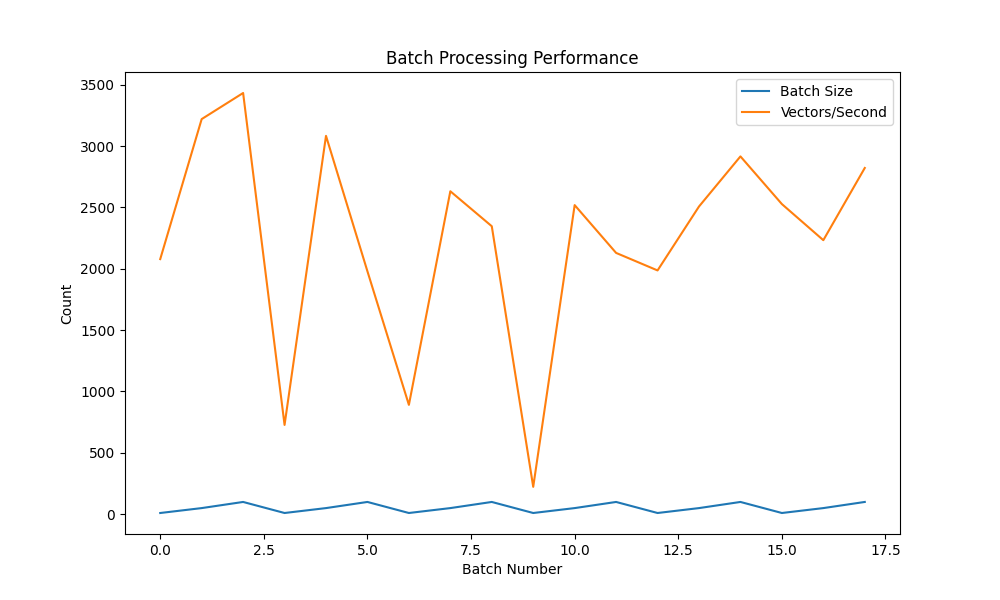 Batch Processing Performance
Batch Size
Vectors/Second
3500
3000
2500
2000
1500
1000
500
0
Count
0.0 2.5 5.0 7.5 10.0 12.5 15.0 17.5
Batch Number